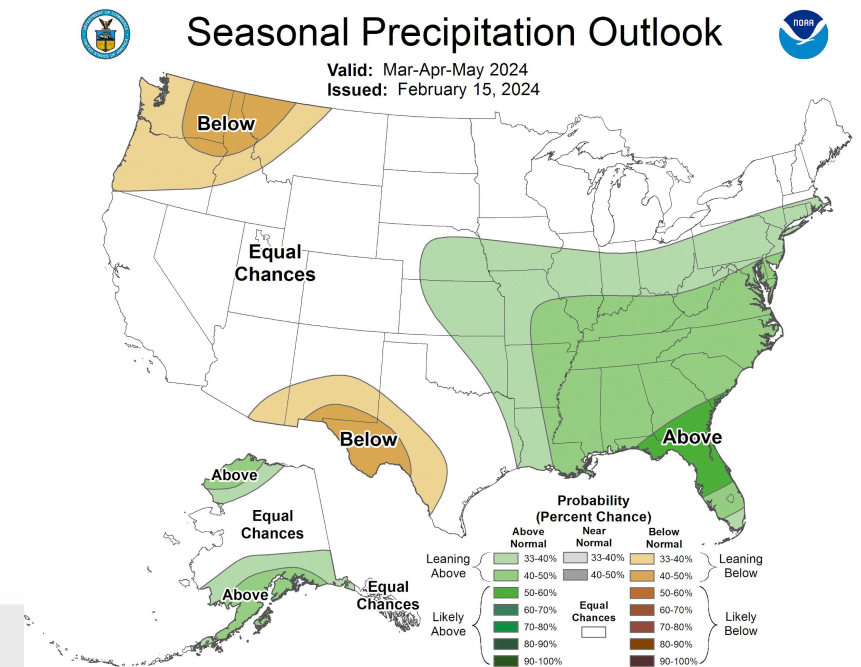 Seasonal Precipitation Outlook
Valid: Mar-Apr-May 2024
Issued: February 15, 2024
NOAA
Below
Equal
Chances
Below
Above
Above
Equal
Chances
Above
Equal
Chances
Probability
(Percent Chance)
Above
Normal
Near
Normal
Below
Normal
Leaning
Above
33-40%
40-50%
33-40%
40-50%
33-40%
40-50%
Leaning
Below
Likely
Above
50-60%
60-70%
70-80%
80-90%
90-100%
Equal
Chances
50-60%
60-70%
70-80%
80-90%
90-100%
Likely
Below